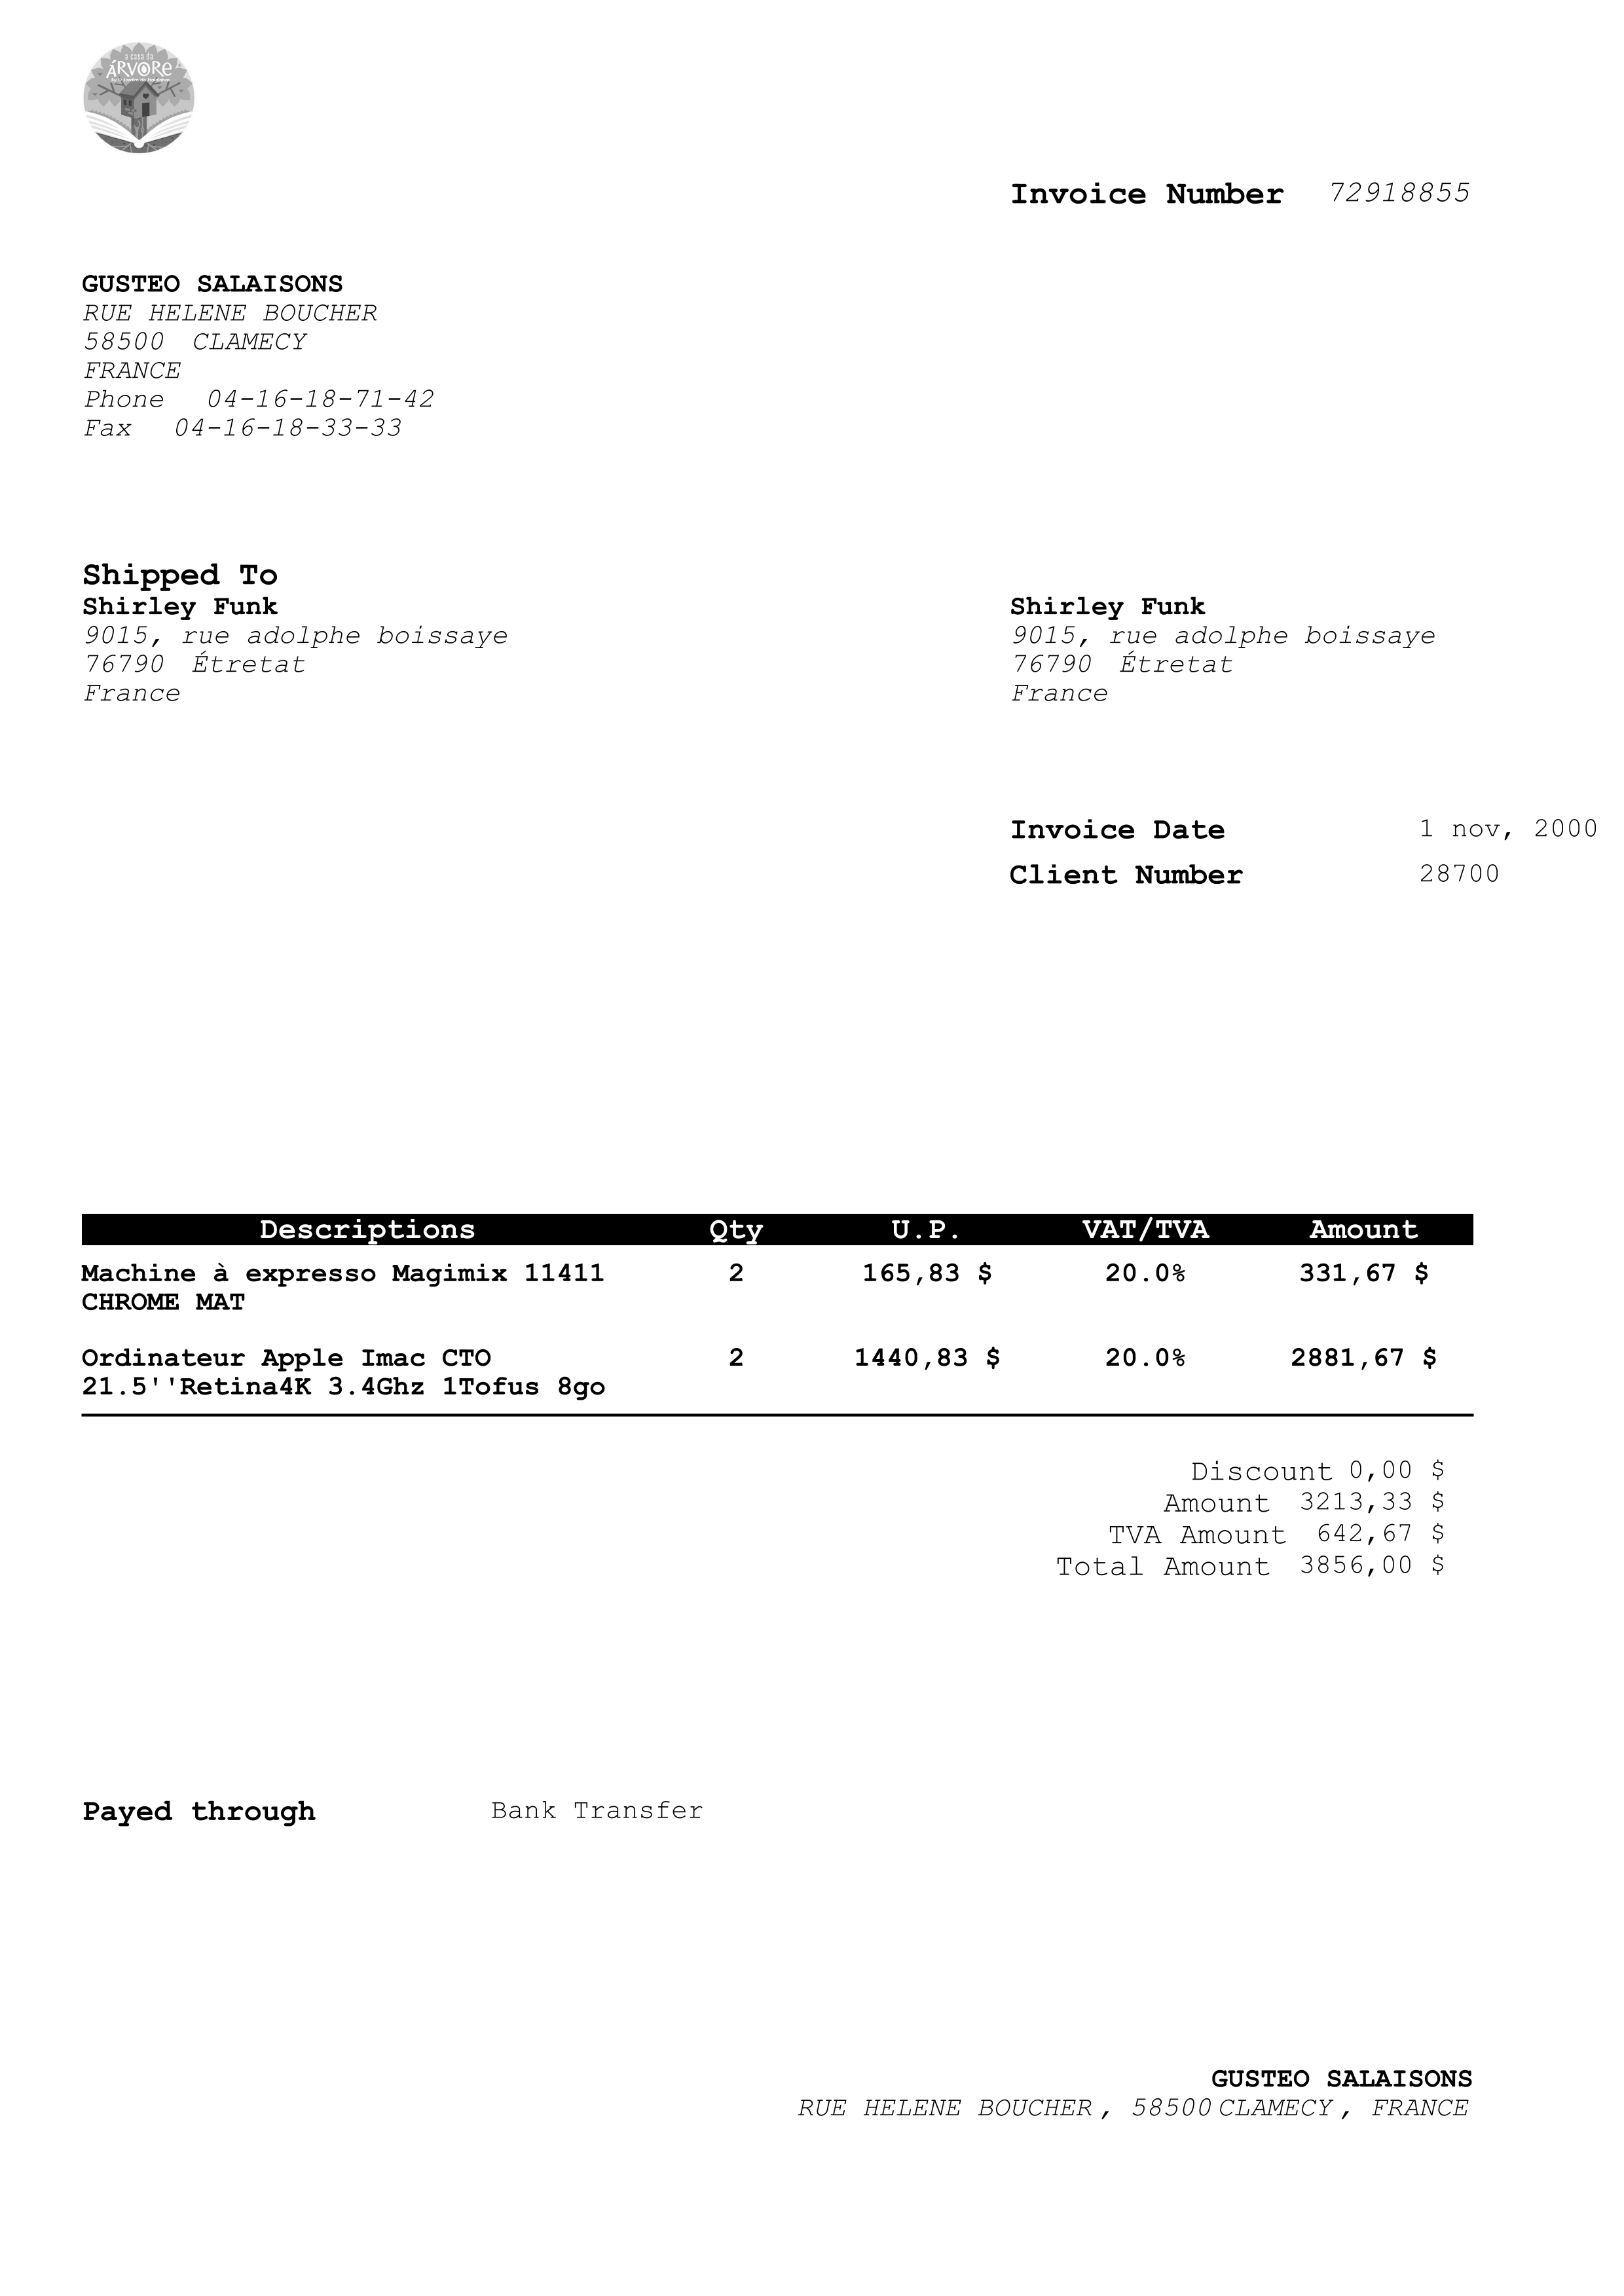 a casa da
ÁRVORE
Invoice Number 72918855
GUSTEO SALAISONS
RUE HELENE BOUCHER
58500 CLAMECY
FRANCE
Phone 04-16-18-71-42
Fax 04-16-18-33-33
Shipped To
Shirley Funk
9015, rue adolphe boissaye
76790 Étretat
France
Shirley Funk
9015, rue adolphe boissaye
76790 Étretat
France
Invoice Date 1 nov, 2000
Client Number 28700
Descriptions Qty U.P. VAT/TVA Amount
Machine à expresso Magimix 11411 2 165,83 $ 20.0% 331,67 $
CHROME MAT
Ordinateur Apple Imac CTO 2 1440,83 $ 20.0% 2881,67 $
21.5''Retina4K 3.4Ghz 1Tofus 8go
Discount 0,00 $
Amount 3213,33 $
TVA Amount 642,67 $
Total Amount 3856,00 $
Payed through Bank Transfer
GUSTEO SALAISONS
RUE HELENE BOUCHER, 58500 CLAMECY, FRANCE